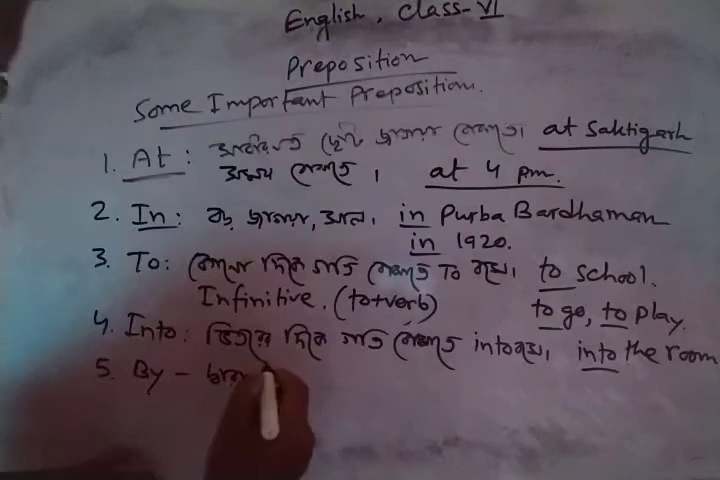 English, Class-VI
Preposition
Some Important Preposition.
1. At: ছোট জায়গা বোঝাতে। at Saktigarh
সময় বোঝাতে। at 4 pm.
2. In: বড় জায়গা, সাল। in Purba Bardhaman
in 1920.
3. To: কোনো দিকে গতি বোঝাতে To হয়। to school.
Infinitive. (to+verb) to go, to play.
4. Into: ভিতরের দিকে গতি বোঝাতে into হয়। into the room
5. By -